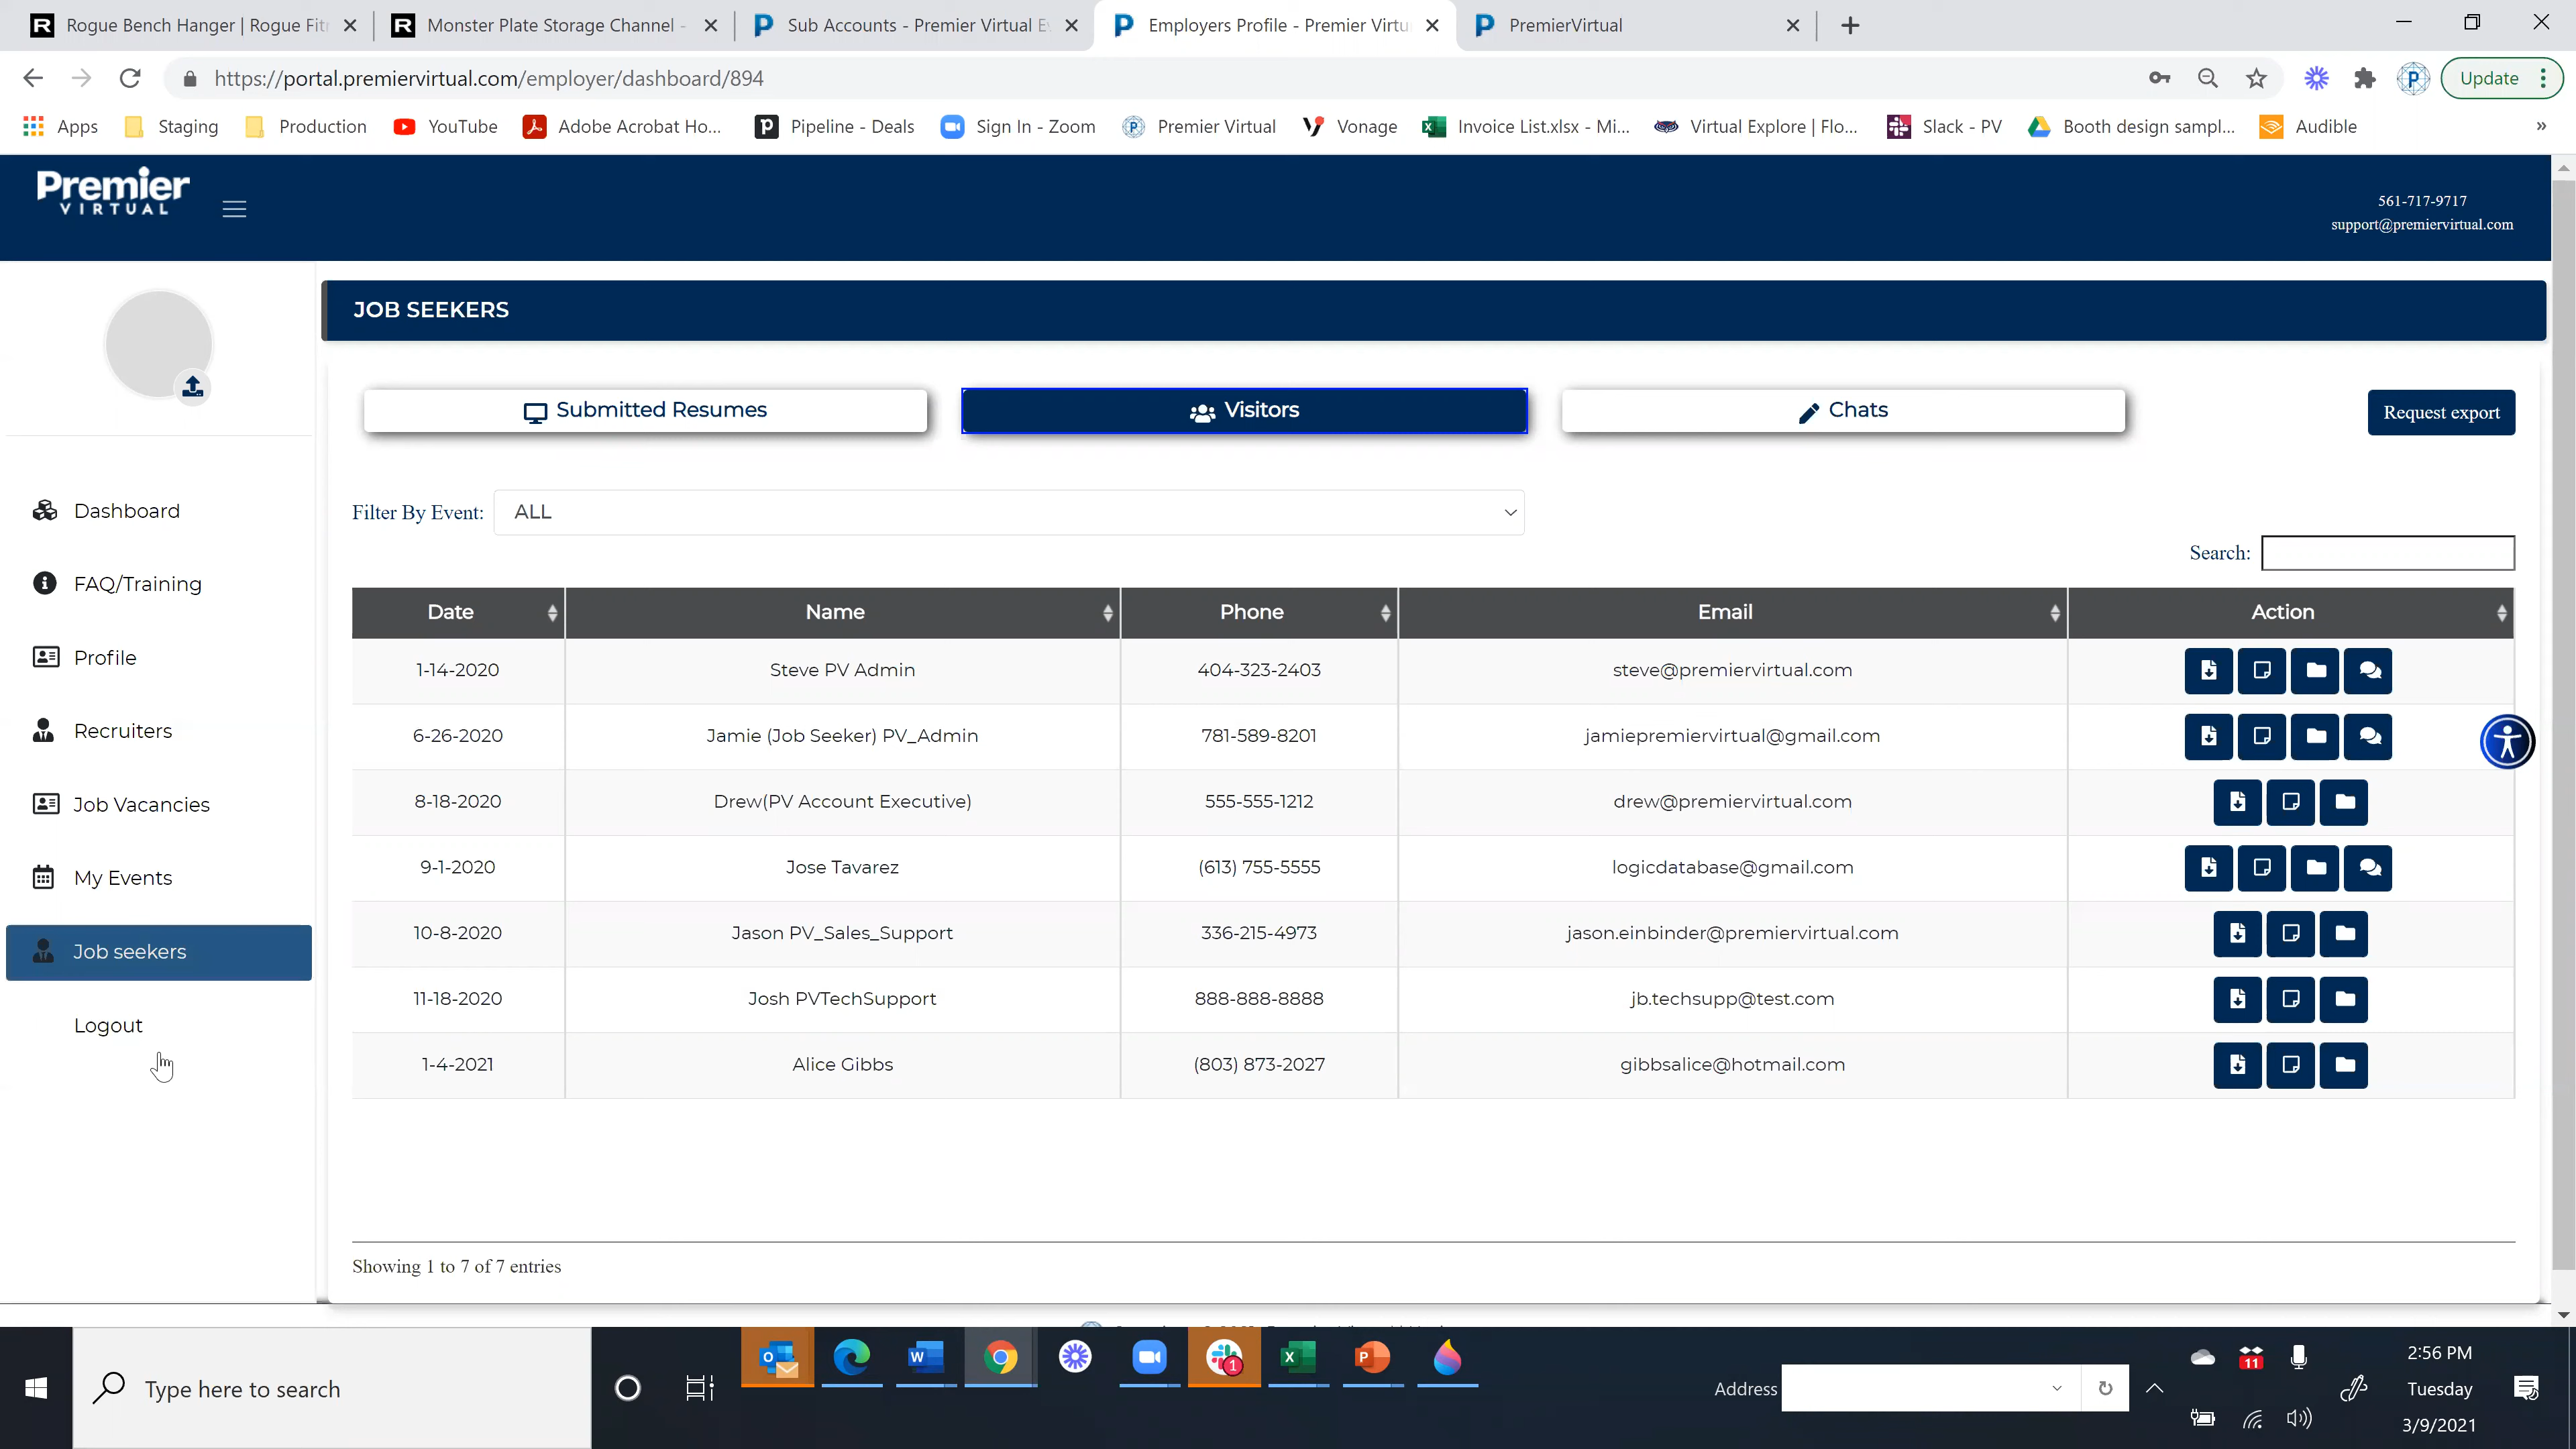 Rogue Bench Hanger | Rogue Fit
Monster Plate Storage Channel -
Sub Accounts - Premier Virtual E
Employers Profile - Premier Virtu
PremierVirtual
https://portal.premiervirtual.com/employer/dashboard/894
Update
Apps
Staging
Production
YouTube
Adobe Acrobat Ho...
Pipeline - Deals
Sign In - Zoom
Premier Virtual
Vonage
Invoice List.xlsx - Mi...
Virtual Explore | Flo...
Slack - PV
Booth design sampl...
Audible
»
Premier
VIRTUAL
561-717-9717
support@premiervirtual.com
JOB SEEKERS
Submitted Resumes
Visitors
Chats
Request export
Dashboard
FAQ/Training
Profile
Recruiters
Job Vacancies
My Events
Job seekers
Logout
Filter By Event: ALL
Search:
Date Name Phone Email Action
1-14-2020 Steve PV Admin 404-323-2403 steve@premiervirtual.com
6-26-2020 Jamie (Job Seeker) PV_Admin 781-589-8201 jamiepremiervirtual@gmail.com
8-18-2020 Drew(PV Account Executive) 555-555-1212 drew@premiervirtual.com
9-1-2020 Jose Tavarez (613) 755-5555 logicdatabase@gmail.com
10-8-2020 Jason PV_Sales_Support 336-215-4973 jason.einbinder@premiervirtual.com
11-18-2020 Josh PVTechSupport 888-888-8888 jb.techsupp@test.com
1-4-2021 Alice Gibbs (803) 873-2027 gibbsalice@hotmail.com
Showing 1 to 7 of 7 entries
Type here to search
1
Address
11
2:56 PM
Tuesday
3/9/2021